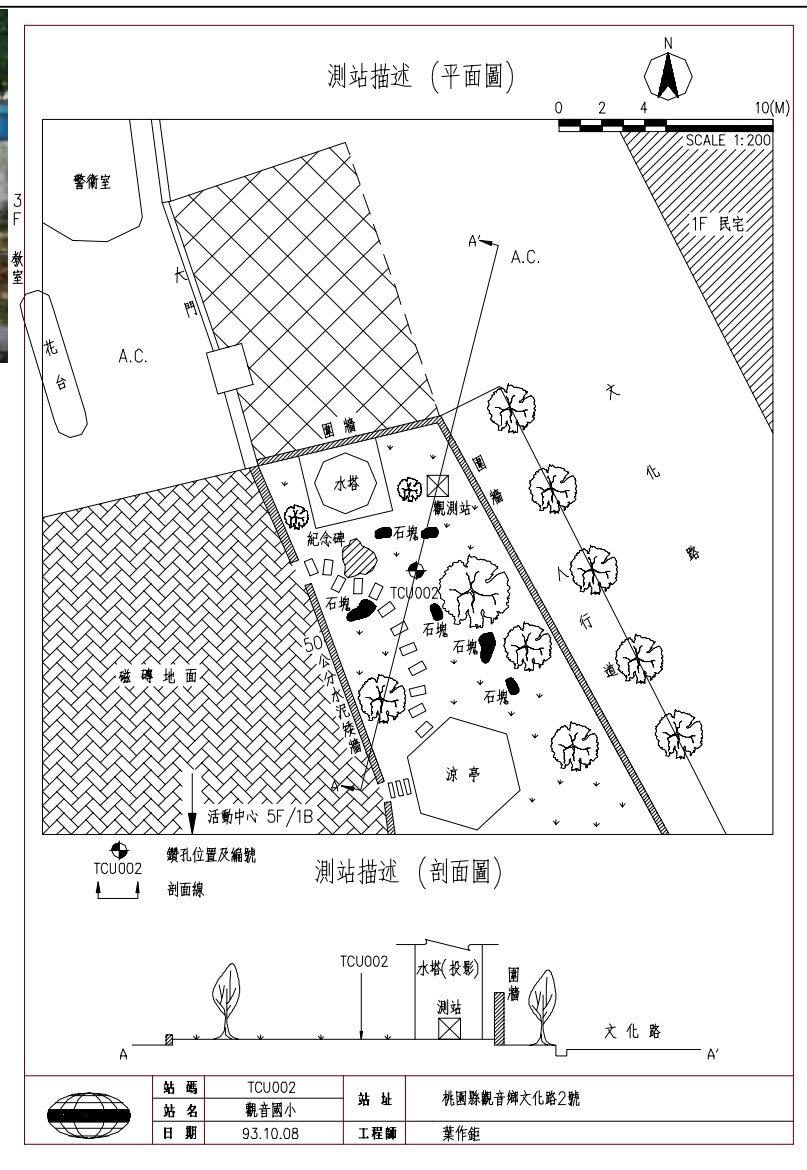 測站描述 (平面圖)
N
0 2 4 10(M)
SCALE 1:200
3F 教室
警衛室
1F 民宅
A'
A.C.
大門
花台
A.C.
文化路
圍牆
圍牆
水塔
觀測站
紀念碑
石塊
TCU002
石塊
石塊
石塊
石塊
人行道
50公分水泥矮牆
磁磚地面
涼亭
A
活動中心 5F/1B
TCU002
鑽孔位置及編號
剖面線
測站描述 (剖面圖)
TCU002
水塔(投影)
圍牆
測站
文化路
A
A'
站碼 TCU002
站名 觀音國小
站址 桃園縣觀音鄉文化路2號
日期 93.10.08
工程師 葉作鉅